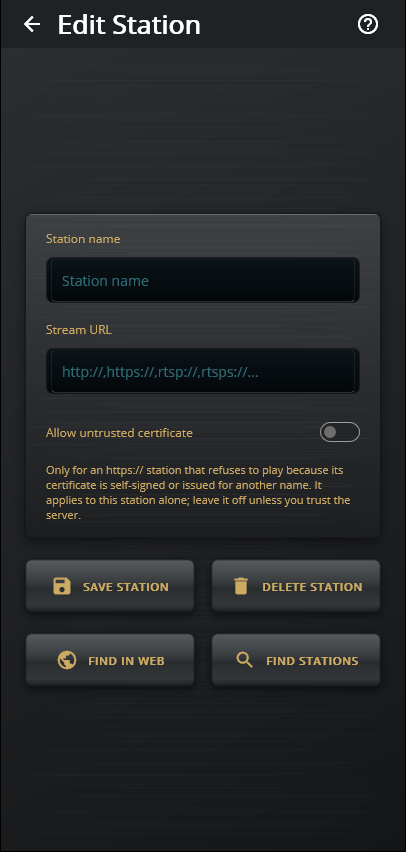 Edit Station
Station name
Station name
Stream URL
http://,https://,rtsp://,rtsps://...
Allow untrusted certificate
Only for an https:// station that refuses to play because its
certificate is self-signed or issued for another name. It
applies to this station alone; leave it off unless you trust the
server.
SAVE STATION
DELETE STATION
FIND IN WEB
FIND STATIONS